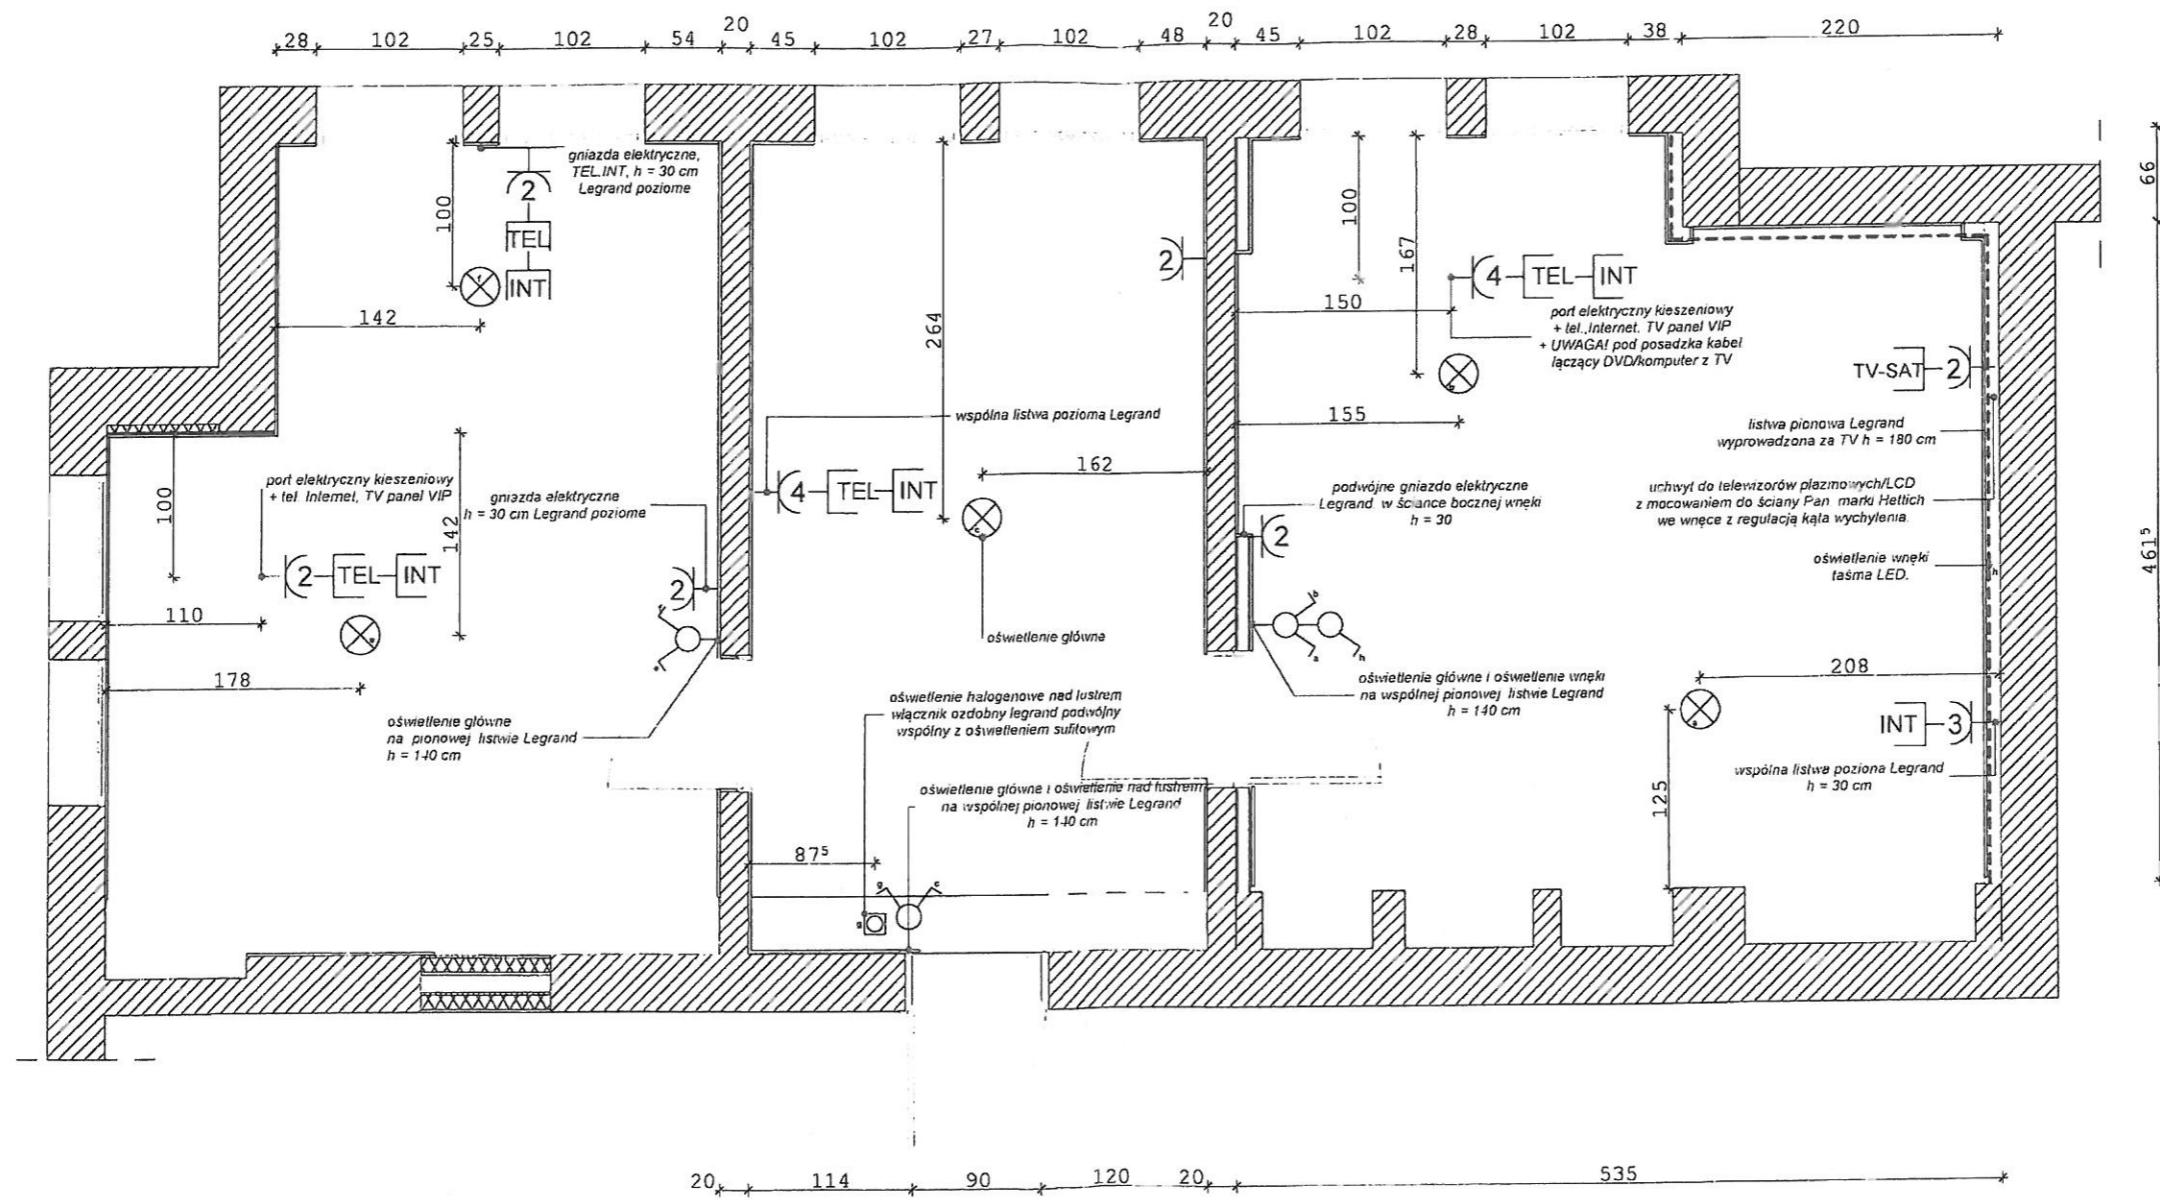 28 102 25 102 54 20 45 102 27 102 48 20 45 102 28 102 38 220
66
461⁵
gniazda elektryczne,
TEL.INT, h = 30 cm
Legrand poziome
2
TEL
INT
100
142
f
port elektryczny kieszeniowy
+ tel. Internet, TV panel VIP
100
2 TEL INT
110
178
142
e
gniazda elektryczne
h = 30 cm Legrand poziome
2
f
e
oświetlenie główne
na pionowej listwie Legrand
h = 140 cm
264
2
wspólna listwa pozioma Legrand
4 TEL INT
162
c
oświetlenie główne
oświetlenie halogenowe nad lustrem
włącznik ozdobny legrand podwójny
wspólny z oświetleniem sufitowym
oświetlenie główne i oświetlenie nad lustrem
na wspólnej pionowej listwie Legrand
h = 140 cm
87⁵
g c
g
100
167
150
4 TEL INT
port elektryczny kieszeniowy
+ tel.,Internet, TV panel VIP
+ UWAGA! pod posadzka kabel
łączący DVD/komputer z TV
b
155
TV-SAT 2
listwa pionowa Legrand
wyprowadzona za TV h = 180 cm
uchwyt do telewizorów plazmowych/LCD
z mocowaniem do ściany Pan marki Hettich
we wnęce z regulacją kąta wychylenia.
oświetlenie wnęki
taśma LED.
h
podwójne gniazdo elektryczne
Legrand w ściance bocznej wnęki
h = 30
2
b
a h
oświetlenie główne i oświetlenie wnęki
na wspólnej pionowej listwie Legrand
h = 140 cm
208
a
INT 3
wspólna listwa poziona Legrand
h = 30 cm
125
20 114 90 120 20 535